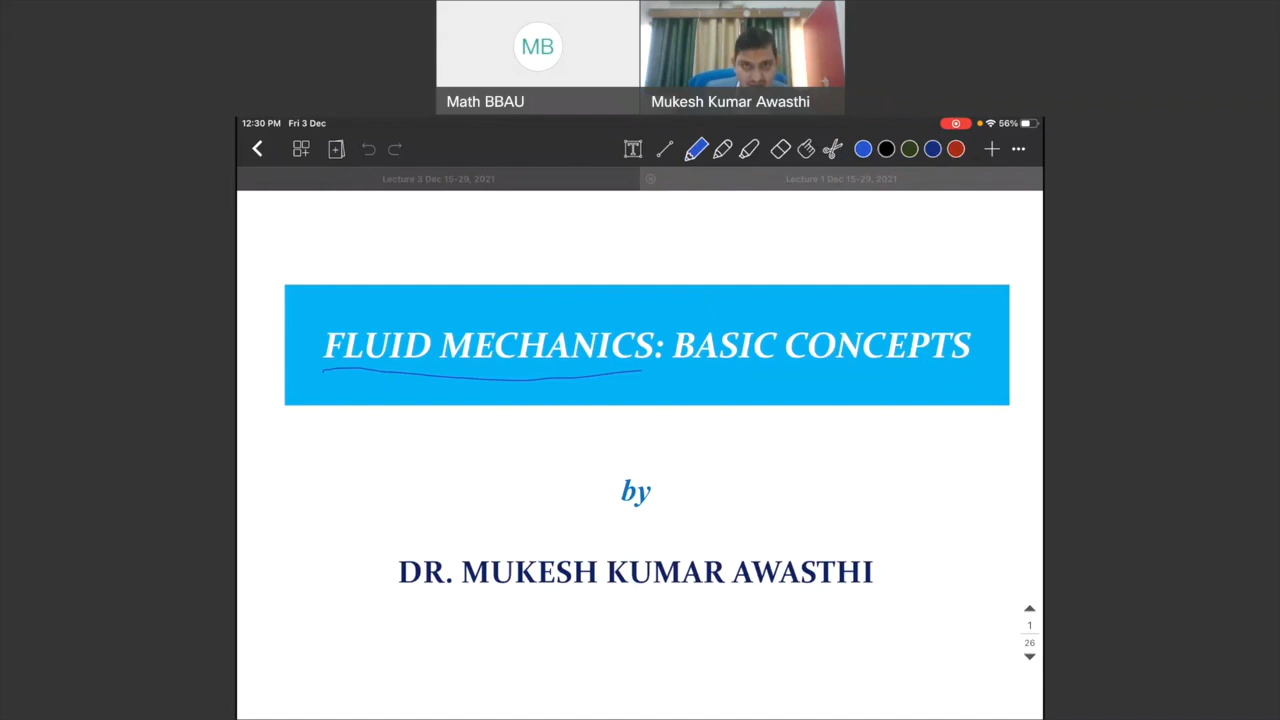 MB
Math BBAU
Mukesh Kumar Awasthi
12:30 PM Fri 3 Dec
56%
T
Lecture 3 Dec 15-29, 2021
Lecture 1 Dec 15-29, 2021
FLUID MECHANICS: BASIC CONCEPTS
by
DR. MUKESH KUMAR AWASTHI
1
26